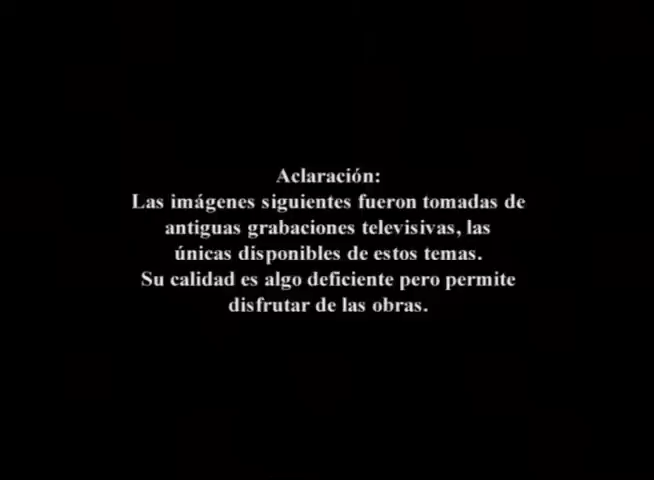 Aclaración:
Las imágenes siguientes fueron tomadas de
antiguas grabaciones televisivas, las
únicas disponibles de estos temas.
Su calidad es algo deficiente pero permite
disfrutar de las obras.